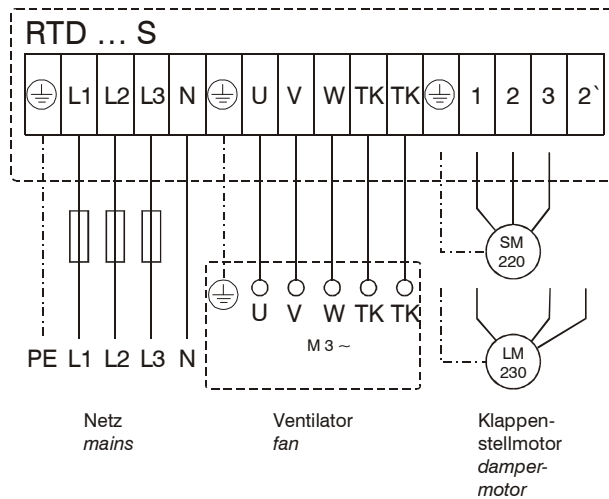 RTD ... S
L1 L2 L3 N U V W TK TK 1 2 3 2`
SM
220
U V W TK TK
M 3 ~
LM
230
PE L1 L2 L3 N
Netz
mains
Ventilator
fan
Klappen-
stellmotor
damper-
motor